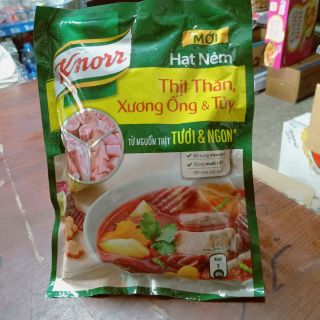 Knorr
MỚI
Hạt Nêm
Thịt Thăn,
Xương Ống & Tủy
TỪ NGUỒN THỊT TƯƠI & NGON